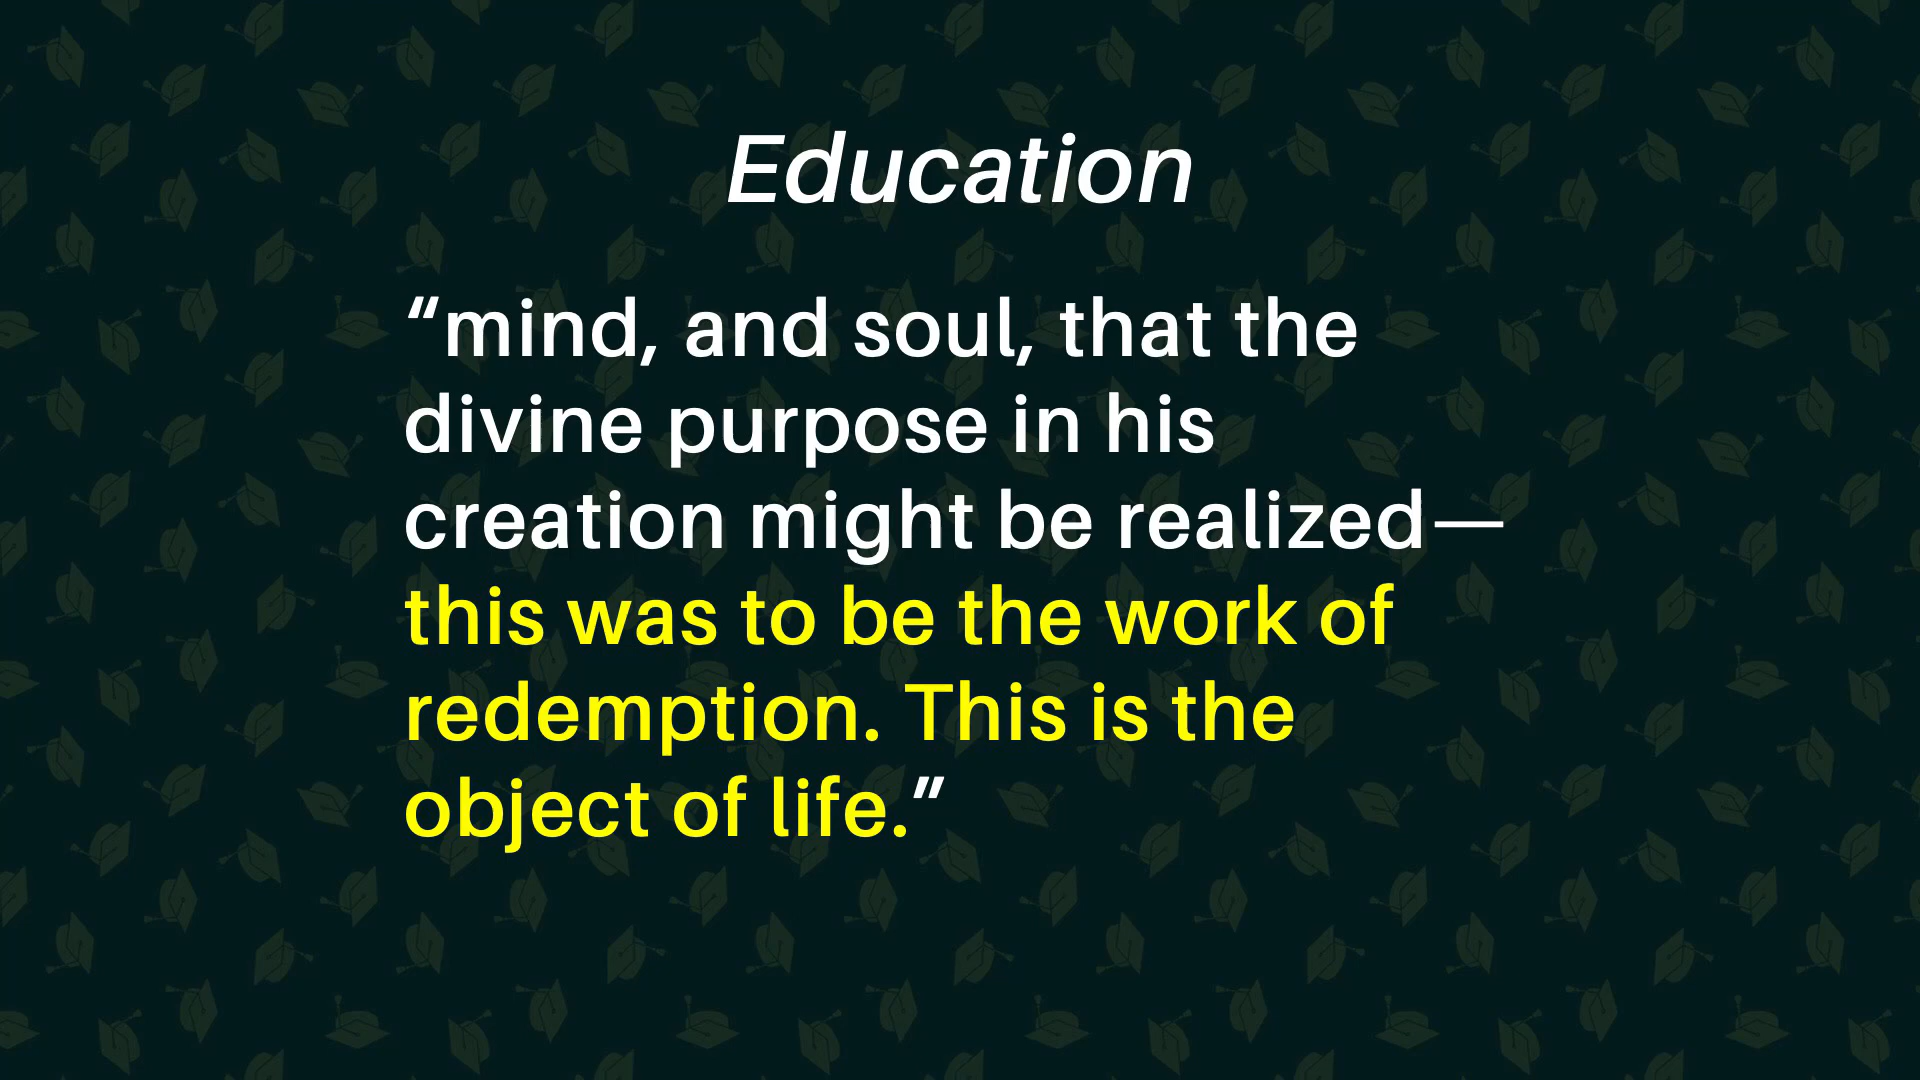 Education
“mind, and soul, that the
divine purpose in his
creation might be realized—
this was to be the work of
redemption. This is the
object of life.”